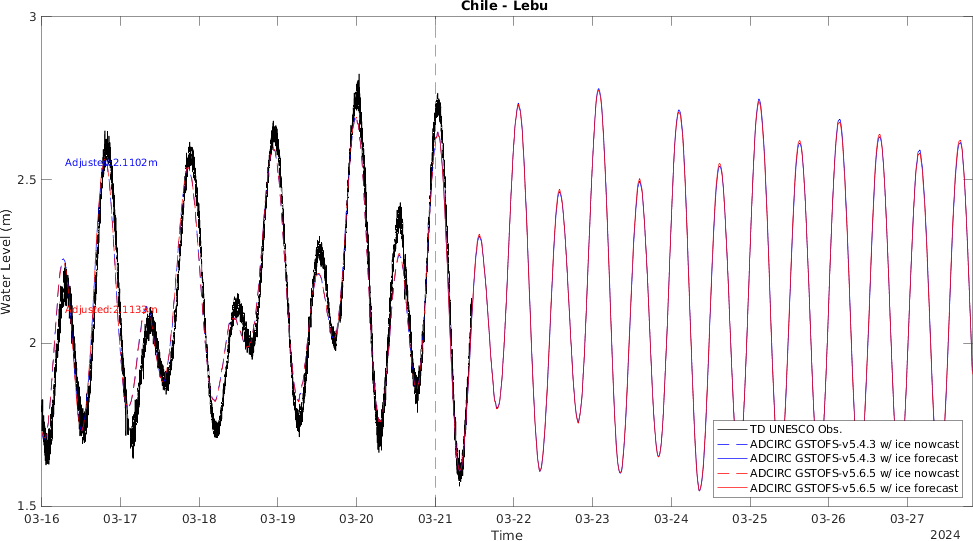 Chile - Lebu
3
2.5
2
1.5
Water Level (m)
Adjusted:2.1102m
Adjusted:2.1133m
TD UNESCO Obs.
ADCIRC GSTOFS-v5.4.3 w/ ice nowcast
ADCIRC GSTOFS-v5.4.3 w/ ice forecast
ADCIRC GSTOFS-v5.6.5 w/ ice nowcast
ADCIRC GSTOFS-v5.6.5 w/ ice forecast
03-16 03-17 03-18 03-19 03-20 03-21 03-22 03-23 03-24 03-25 03-26 03-27
Time
2024